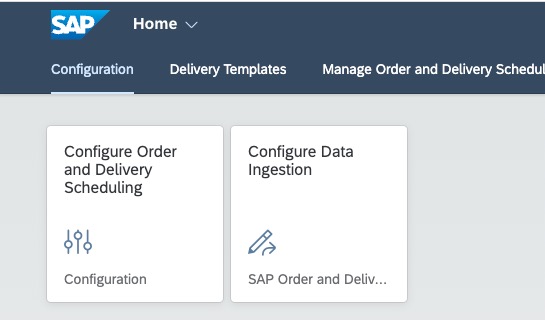 SAP Home
Configuration Delivery Templates Manage Order and Delivery Schedul
Configure Order
and Delivery
Scheduling
Configuration
Configure Data
Ingestion
SAP Order and Deliv...